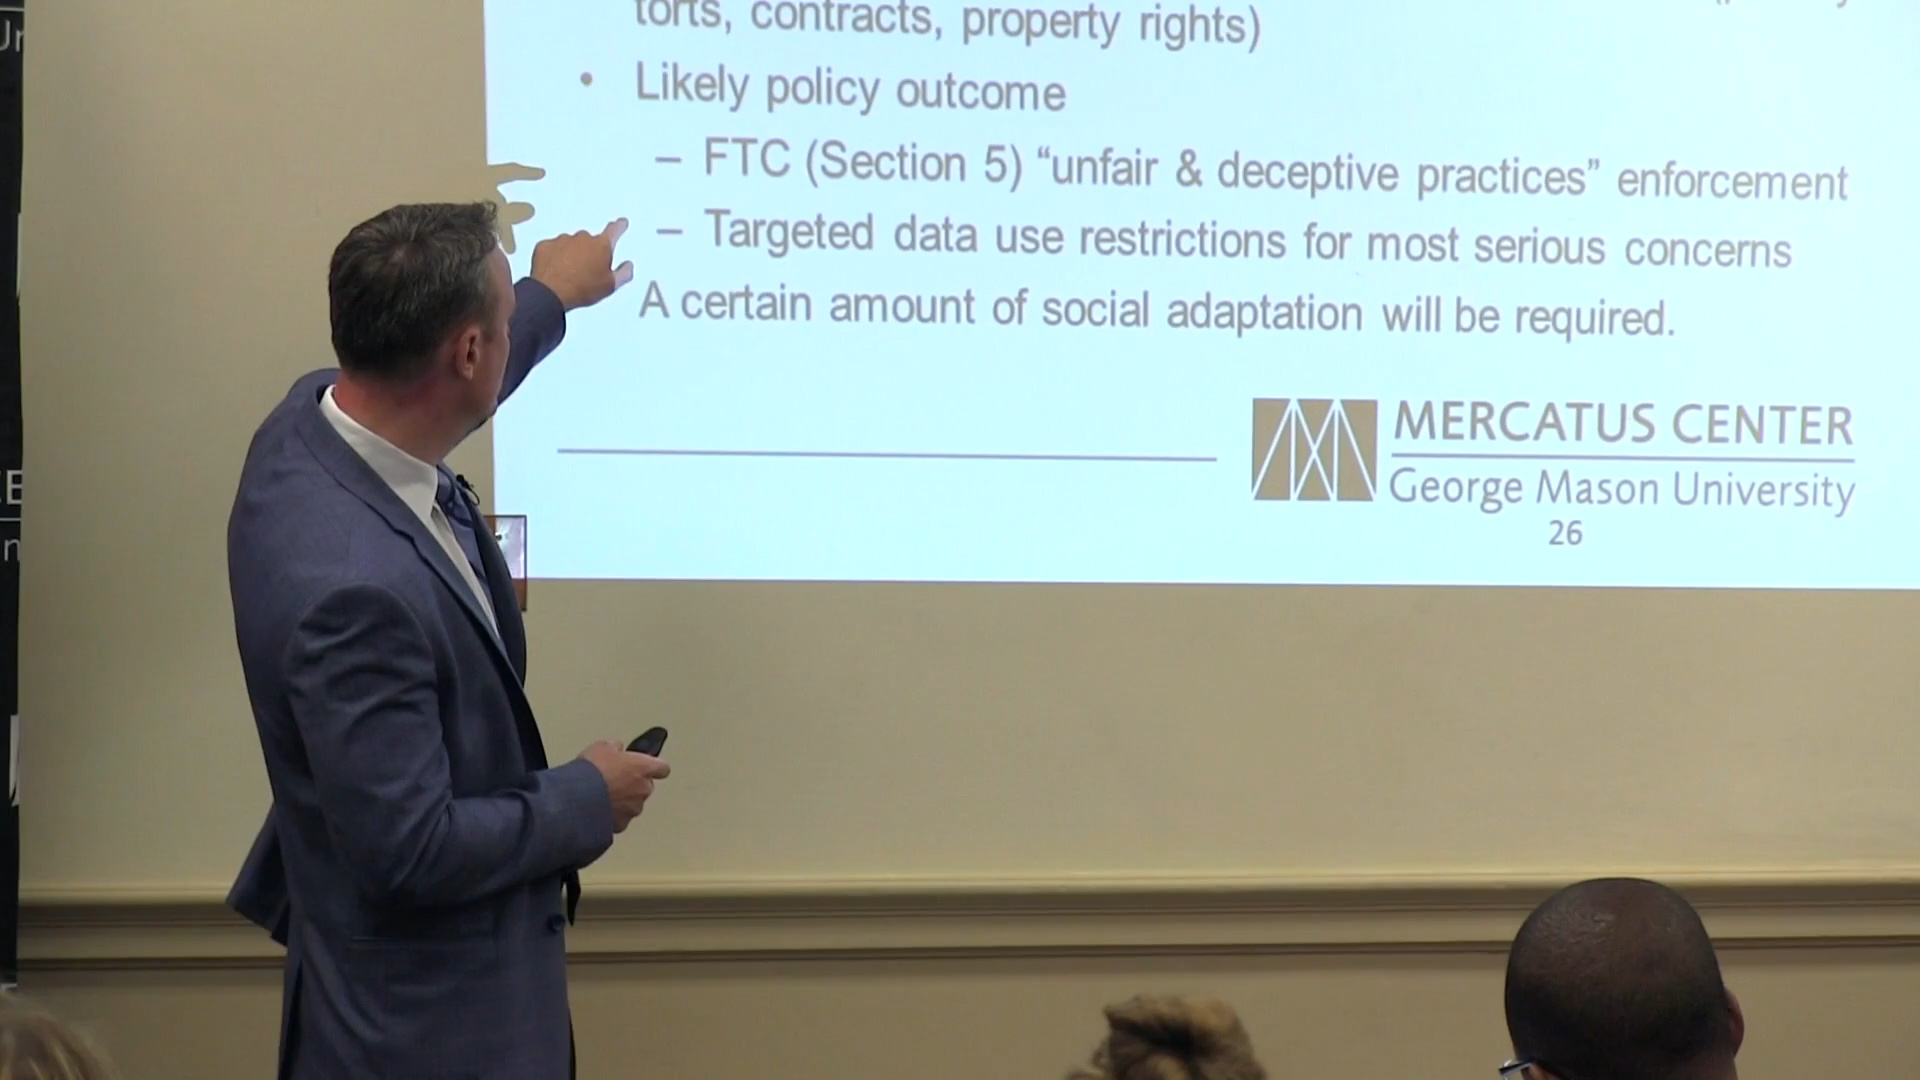 torts, contracts, property rights)
• Likely policy outcome
– FTC (Section 5) “unfair & deceptive practices” enforcement
– Targeted data use restrictions for most serious concerns
A certain amount of social adaptation will be required.
MERCATUS CENTER
George Mason University
26